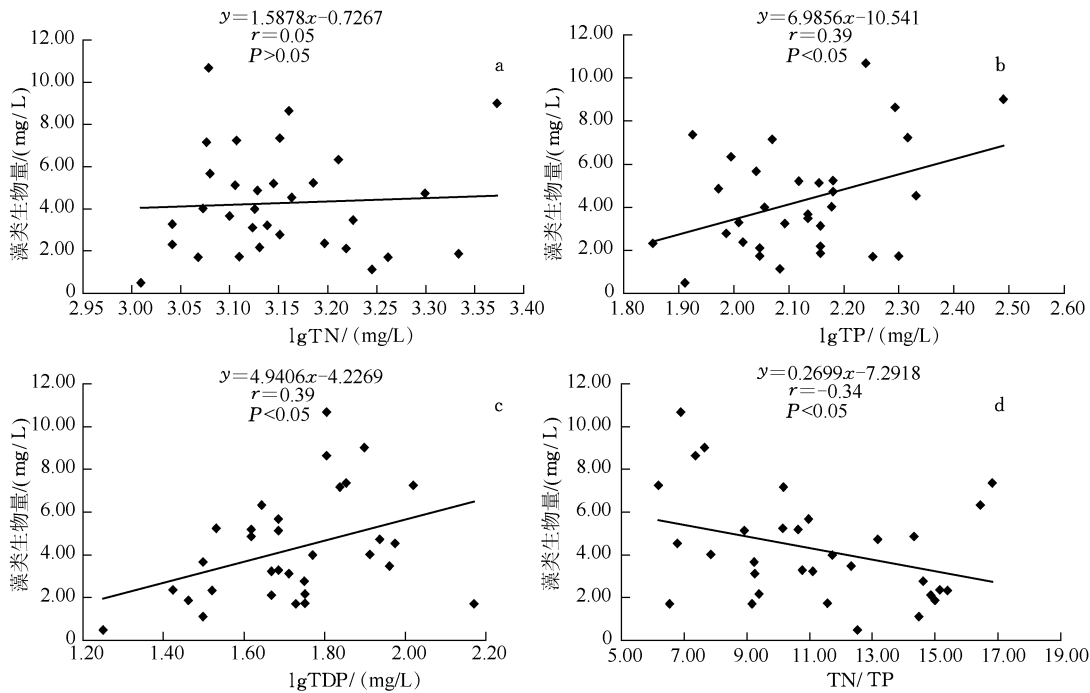 y=1.5878x-0.7267
r=0.05
P>0.05
a
藻类生物量/(mg/L)
12.00
10.00
8.00
6.00
4.00
2.00
0
2.95 3.00 3.05 3.10 3.15 3.20 3.25 3.30 3.35 3.40
lgTN/(mg/L)
y=6.9856x-10.541
r=0.39
P<0.05
b
藻类生物量/(mg/L)
12.00
10.00
8.00
6.00
4.00
2.00
0
1.80 1.90 2.00 2.10 2.20 2.30 2.40 2.50 2.60
lgTP/(mg/L)
y=4.9406x-4.2269
r=0.39
P<0.05
c
藻类生物量/(mg/L)
12.00
10.00
8.00
6.00
4.00
2.00
0
1.20 1.40 1.60 1.80 2.00 2.20
lgTDP/(mg/L)
y=0.2699x-7.2918
r=-0.34
P<0.05
d
藻类生物量/(mg/L)
12.00
10.00
8.00
6.00
4.00
2.00
0
5.00 7.00 9.00 11.00 13.00 15.00 17.00 19.00
TN/TP